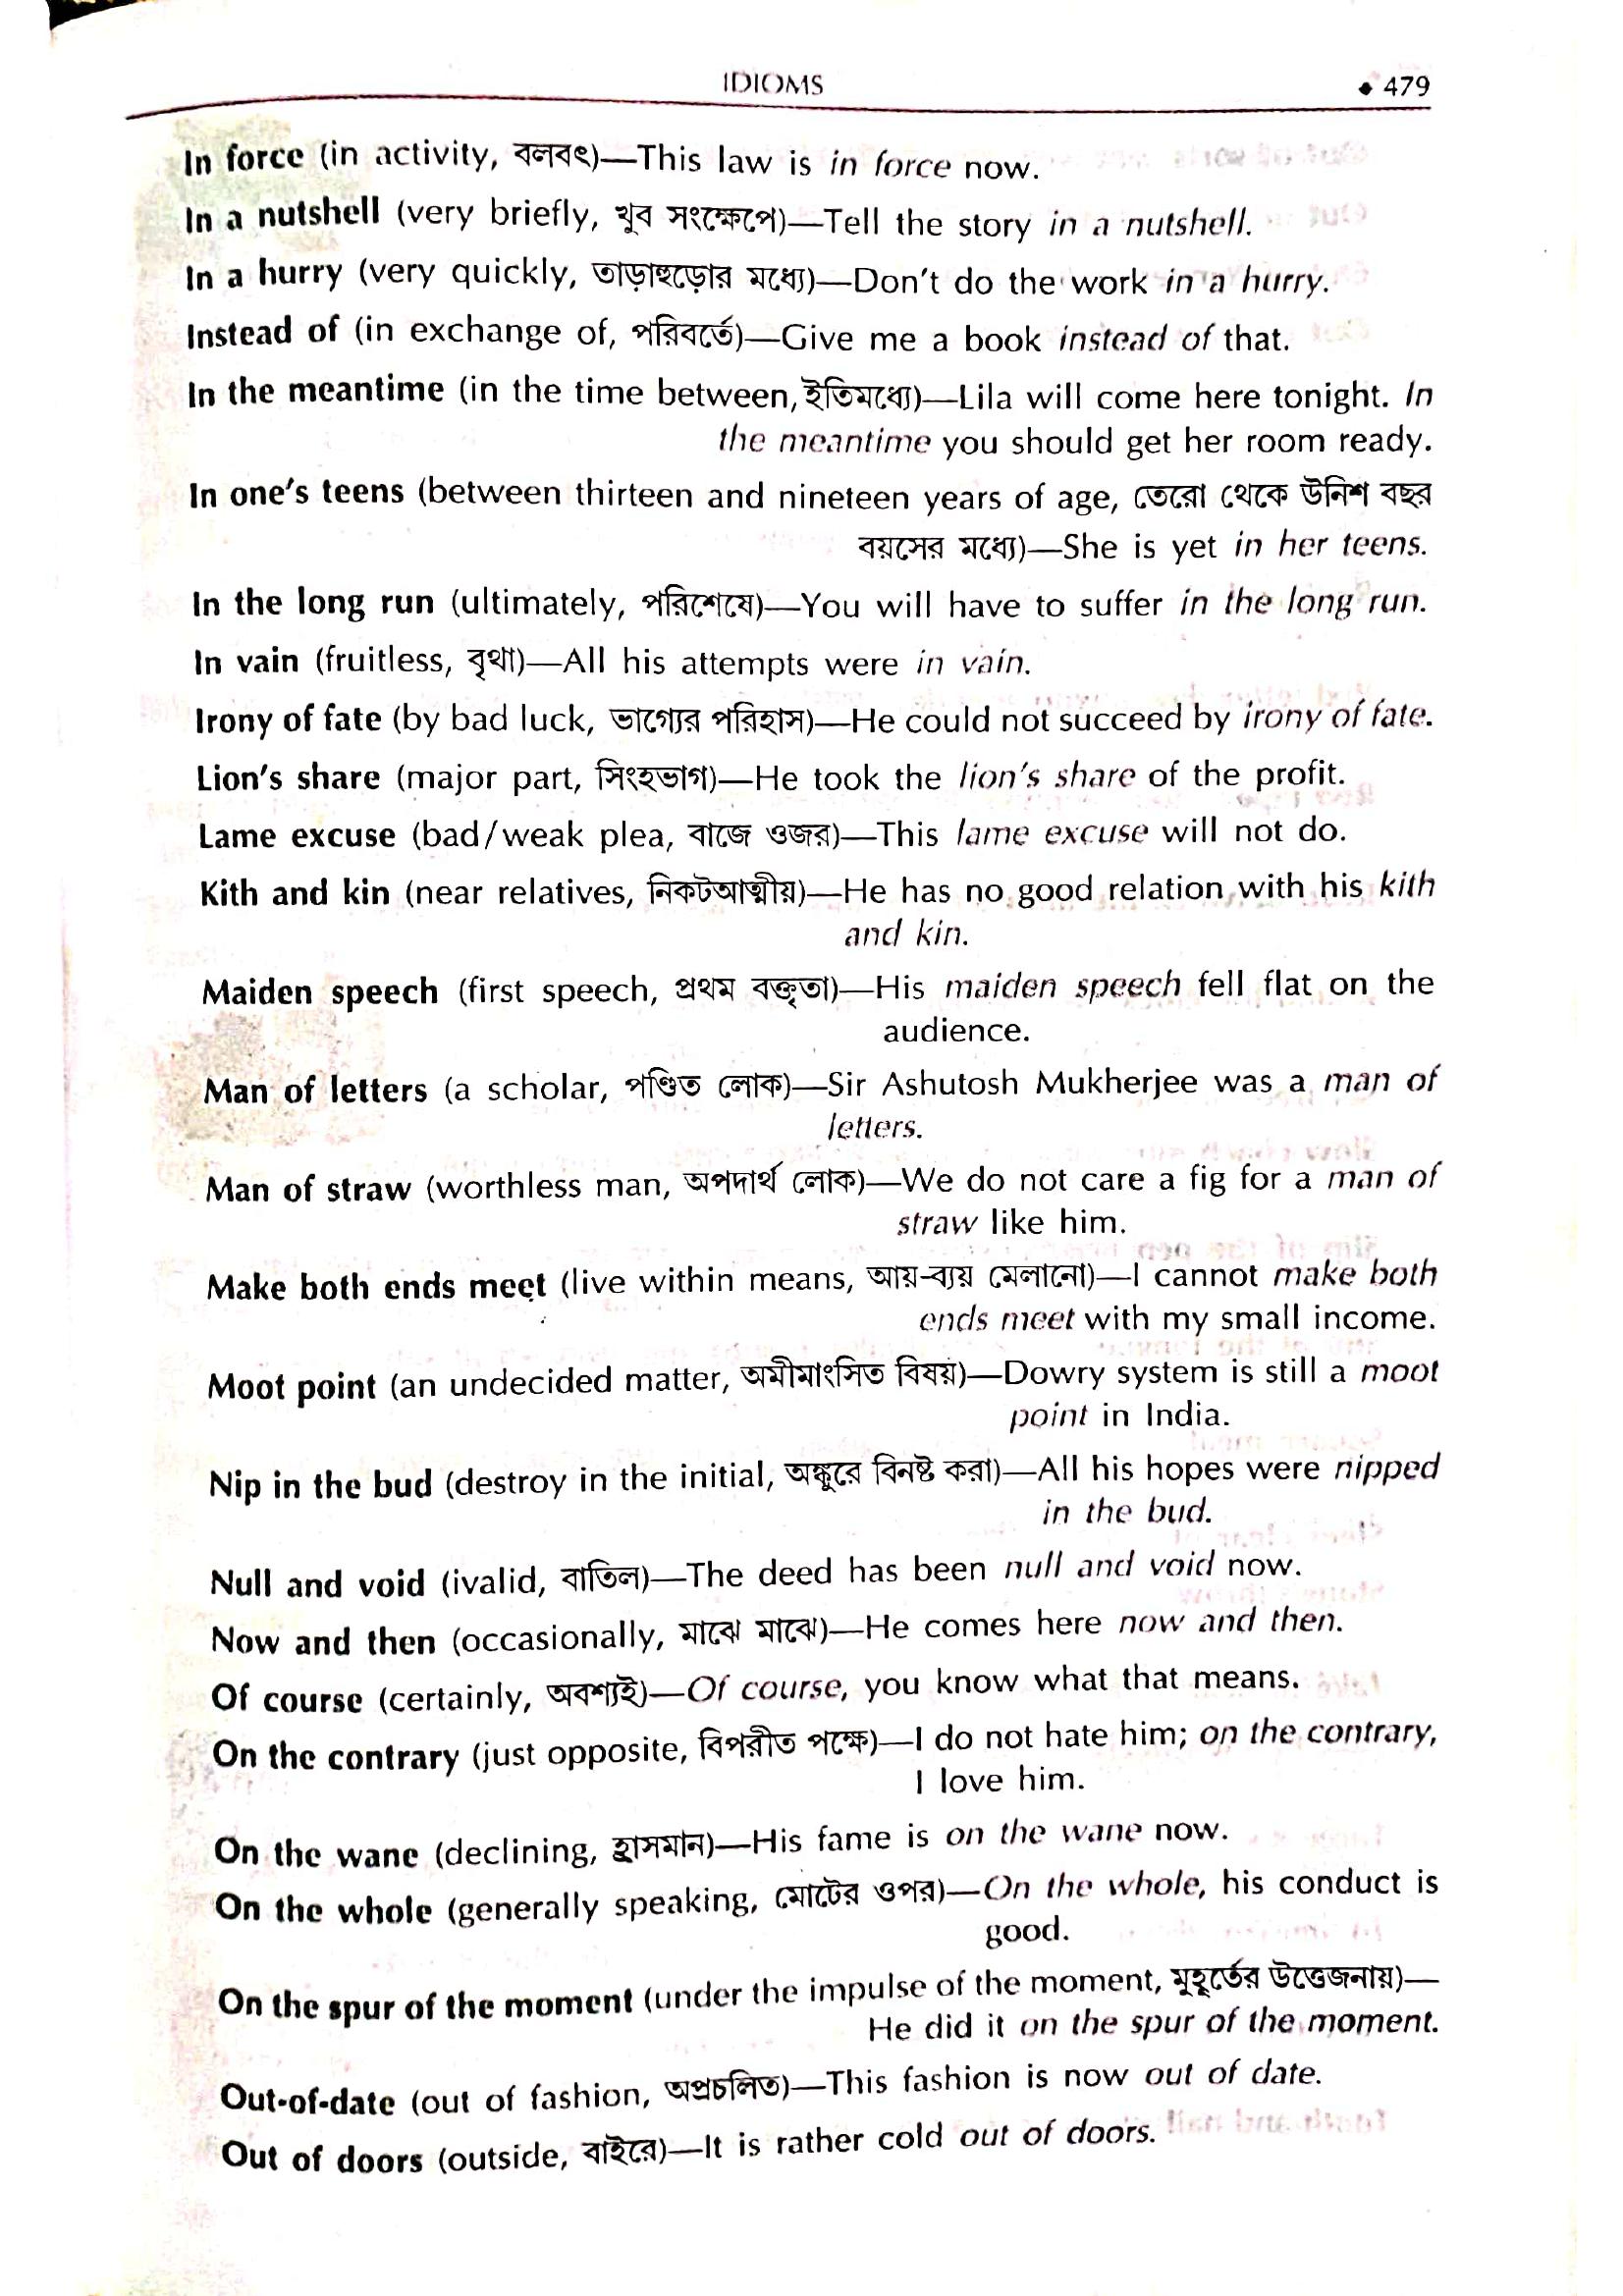 IDIOMS
♦ 479
In force (in activity, বলবৎ)—This law is in force now.
In a nutshell (very briefly, খুব সংক্ষেপে)—Tell the story in a nutshell.
In a hurry (very quickly, তাড়াহুড়োর মধ্যে)—Don't do the work in a hurry.
Instead of (in exchange of, পরিবর্তে)—Give me a book instead of that.
In the meantime (in the time between, ইতিমধ্যে)—Lila will come here tonight. In
the meantime you should get her room ready.
In one's teens (between thirteen and nineteen years of age, তেরো থেকে উনিশ বছর
বয়সের মধ্যে)—She is yet in her teens.
In the long run (ultimately, পরিশেষে)—You will have to suffer in the long run.
In vain (fruitless, বৃথা)—All his attempts were in vain.
Irony of fate (by bad luck, ভাগ্যের পরিহাস)—He could not succeed by irony of fate.
Lion's share (major part, সিংহভাগ)—He took the lion's share of the profit.
Lame excuse (bad/weak plea, বাজে ওজর)—This lame excuse will not do.
Kith and kin (near relatives, নিকটআত্মীয়)—He has no good relation with his kith
and kin.
Maiden speech (first speech, প্রথম বক্তৃতা)—His maiden speech fell flat on the
audience.
Man of letters (a scholar, পণ্ডিত লোক)—Sir Ashutosh Mukherjee was a man of
letters.
Man of straw (worthless man, অপদার্থ লোক)—We do not care a fig for a man of
straw like him.
Make both ends meet (live within means, আয়-ব্যয় মেলানো)—I cannot make both
ends meet with my small income.
Moot point (an undecided matter, অমীমাংসিত বিষয়)—Dowry system is still a moot
point in India.
Nip in the bud (destroy in the initial, অঙ্কুরে বিনষ্ট করা)—All his hopes were nipped
in the bud.
Null and void (ivalid, বাতিল)—The deed has been null and void now.
Now and then (occasionally, মাঝে মাঝে)—He comes here now and then.
Of course (certainly, অবশ্যই)—Of course, you know what that means.
On the contrary (just opposite, বিপরীত পক্ষে)—I do not hate him; on the contrary,
I love him.
On the wane (declining, হ্রাসমান)—His fame is on the wane now.
On the whole (generally speaking, মোটের ওপর)—On the whole, his conduct is
good.
On the spur of the moment (under the impulse of the moment, মুহূর্তের উত্তেজনায়)—
He did it on the spur of the moment.
Out-of-date (out of fashion, অপ্রচলিত)—This fashion is now out of date.
Out of doors (outside, বাইরে)—It is rather cold out of doors.